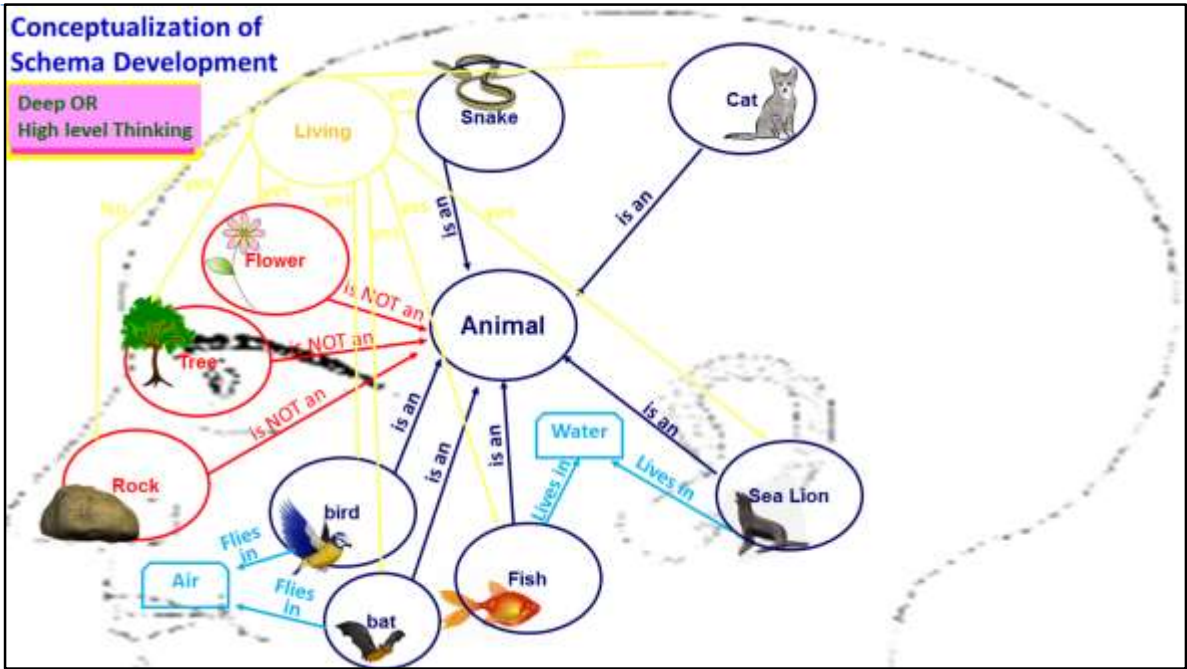 Conceptualization of
Schema Development
Deep OR
High level Thinking
Living
Snake
Cat
yes
yes
No
yes
yes
yes
yes
yes
yes
is an
is an
Flower
is NOT an
Animal
Tree
is NOT an
is NOT an
Rock
is an
is an
is an
is an
Water
Lives in
Lives in
Sea Lion
bird
Flies
in
Air
Flies
in
bat
Fish